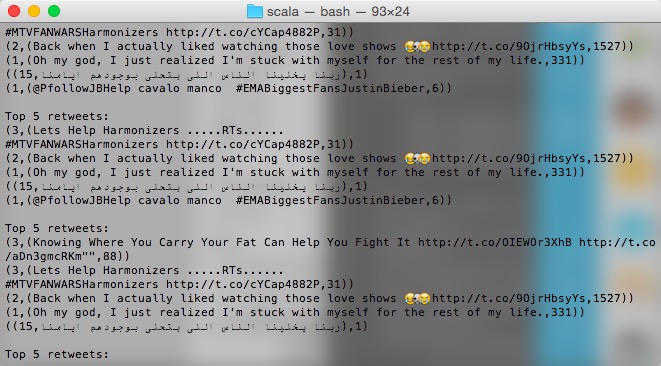 #MTVFANWARSHarmonizers http://t.co/cYCap4882P,31))
(2,(Back when I actually liked watching those love shows http://t.co/9OjrHbsyYs,1527))
(1,(Oh my god, I just realized I'm stuck with myself for the rest of my life.,331))
(1,(ربنا يخلينا الناس اللى بتحلى بوجودهم ايامنا,15))
(1,(@PfollowJBHelp cavalo manco  #EMABiggestFansJustinBieber,6))
Top 5 retweets:
(3,(Lets Help Harmonizers .....RTs......
#MTVFANWARSHarmonizers http://t.co/cYCap4882P,31))
(2,(Back when I actually liked watching those love shows http://t.co/9OjrHbsyYs,1527))
(1,(Oh my god, I just realized I'm stuck with myself for the rest of my life.,331))
(1,(ربنا يخلينا الناس اللى بتحلى بوجودهم ايامنا,15))
(1,(@PfollowJBHelp cavalo manco  #EMABiggestFansJustinBieber,6))
Top 5 retweets:
(3,(Knowing Where You Carry Your Fat Can Help You Fight It http://t.co/OIEWOr3XhB http://t.co
/aDn3gmcRKm"",88))
(3,(Lets Help Harmonizers .....RTs......
#MTVFANWARSHarmonizers http://t.co/cYCap4882P,31))
(2,(Back when I actually liked watching those love shows http://t.co/9OjrHbsyYs,1527))
(1,(Oh my god, I just realized I'm stuck with myself for the rest of my life.,331))
(1,(ربنا يخلينا الناس اللى بتحلى بوجودهم ايامنا,15))
Top 5 retweets:
scala — bash — 93×24